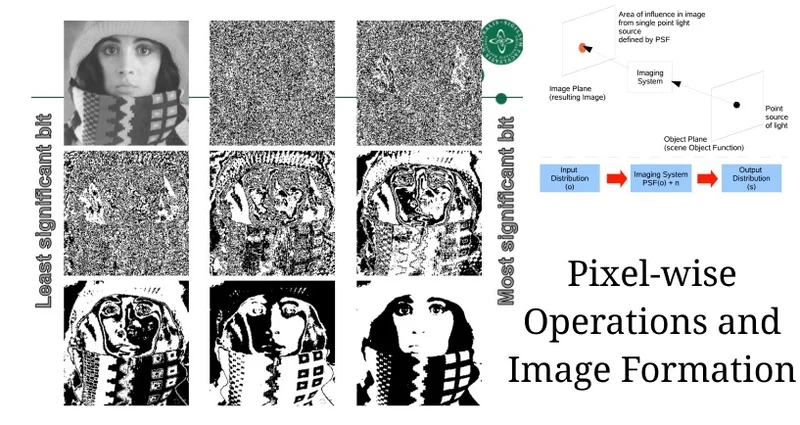 Least significant bit
Most significant bit
Area of influence in image
from single point light
source
defined by PSF
Imaging
System
Image Plane
(resulting Image)
Point
source
of light
Object Plane
(scene Object Function)
Input
Distribution
(o)
Imaging System
PSF(o) + n
Output
Distribution
(s)
Pixel-wise
Operations and
Image Formation